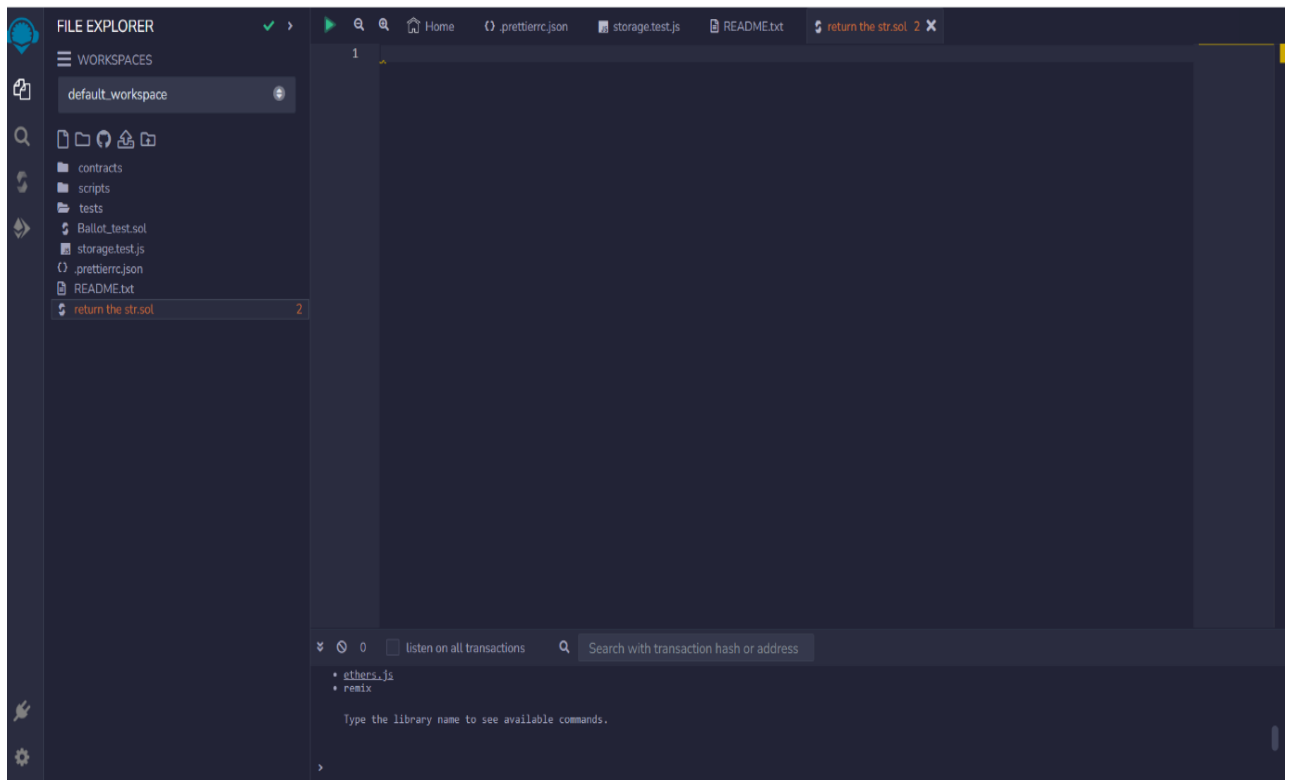 FILE EXPLORER
WORKSPACES
default_workspace
contracts
scripts
tests
Ballot_test.sol
storage.test.js
.prettierrc.json
README.txt
return the str.sol 2
Home .prettierrc.json storage.test.js README.txt return the str.sol 2
1
0 listen on all transactions Search with transaction hash or address
• ethers.js
• remix
Type the library name to see available commands.
>